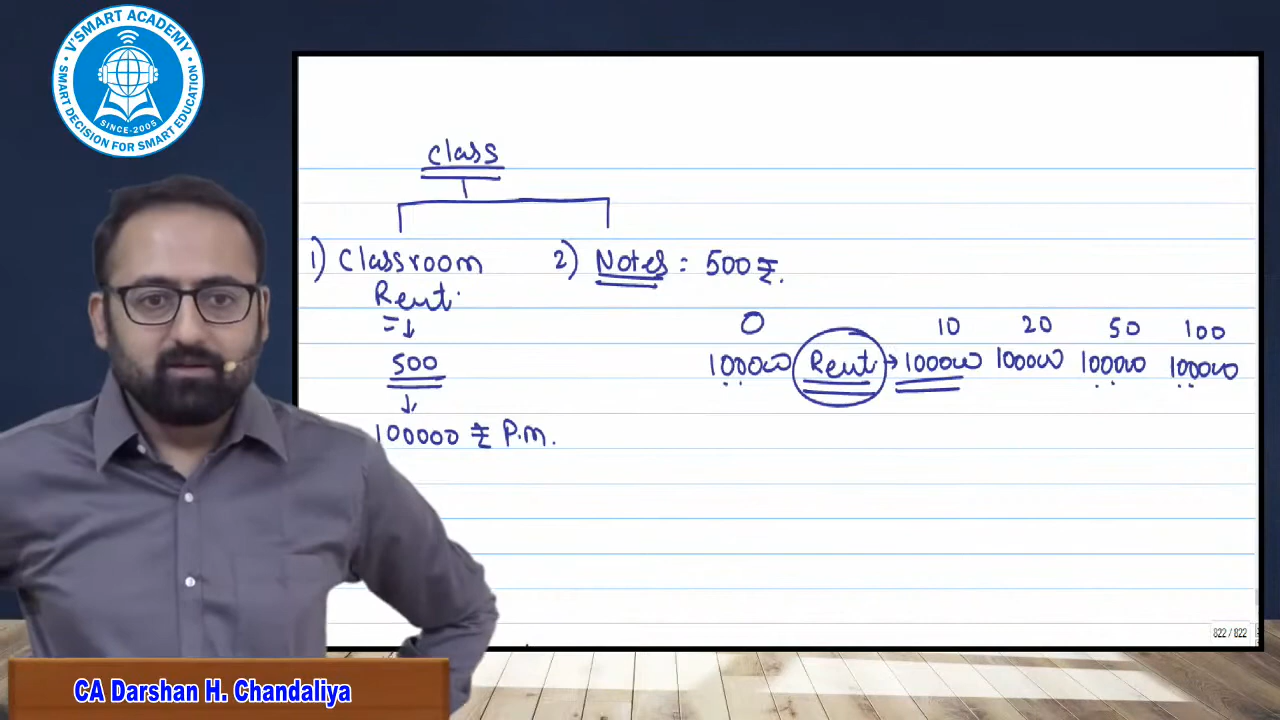 V'SMART ACADEMY
SINCE-2005
SMART DECISION FOR SMART EDUCATION
Class
1) Classroom Rent
500
100000 ₹ P.M.
2) Notes : 500 ₹.
0 10 20 50 100
100000 Rent → 100000 100000 100000 100000
822 / 822
CA Darshan H. Chandaliya